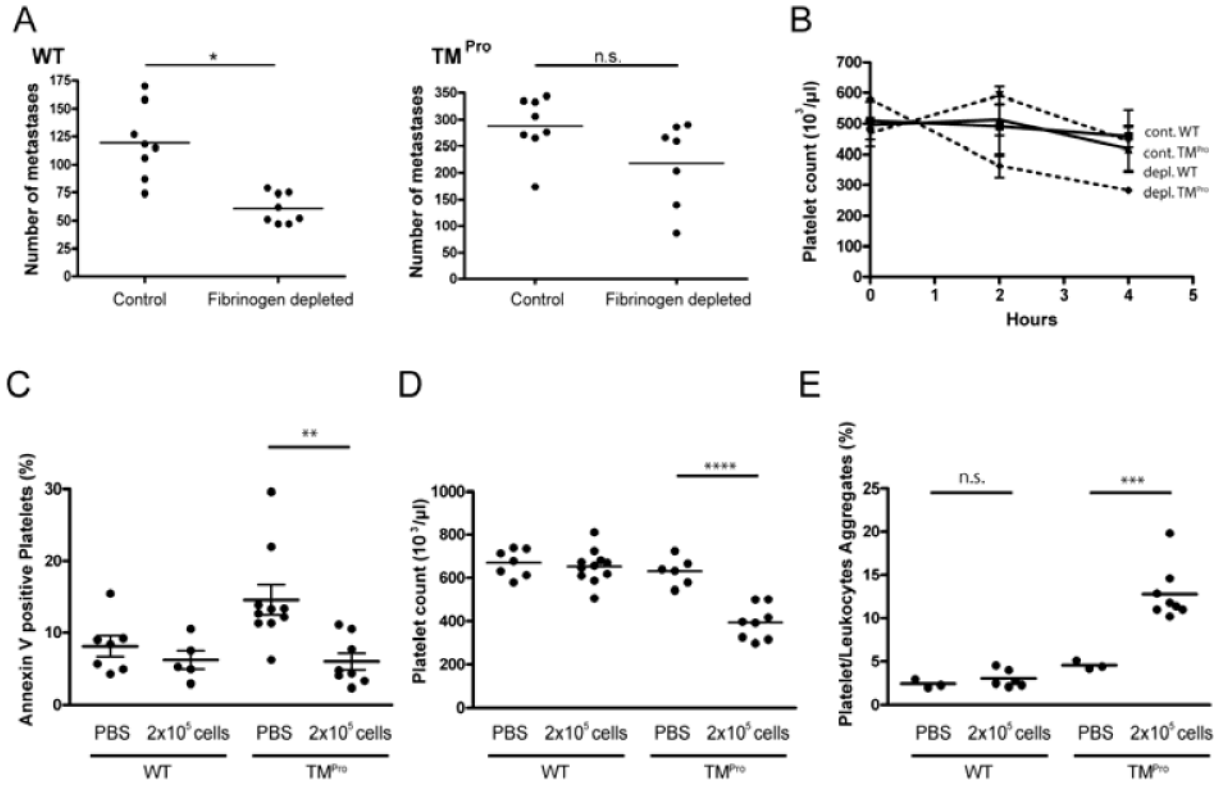 A
WT
*
Number of metastases
175
150
125
100
75
50
25
0
Control
Fibrinogen depleted
TM Pro
n.s.
Number of metastases
350
300
250
200
150
100
50
0
Control
Fibrinogen depleted
B
Platelet count (10³/µl)
700
600
500
400
300
200
100
0
0
1
2
3
4
5
Hours
cont. WT
cont. TMPro
depl. WT
depl. TMPro
C
Annexin V positive Platelets (%)
30
20
10
0
**
PBS
2x10⁵ cells
PBS
2x10⁵ cells
WT
TMPro
D
Platelet count (10³/µl)
1000
800
600
400
200
0
****
PBS
2x10⁵ cells
PBS
2x10⁵ cells
WT
TMPro
E
Platelet/Leukocytes Aggregates (%)
25
20
15
10
5
0
n.s.
***
PBS
2x10⁵ cells
PBS
2x10⁵ cells
WT
TMPro